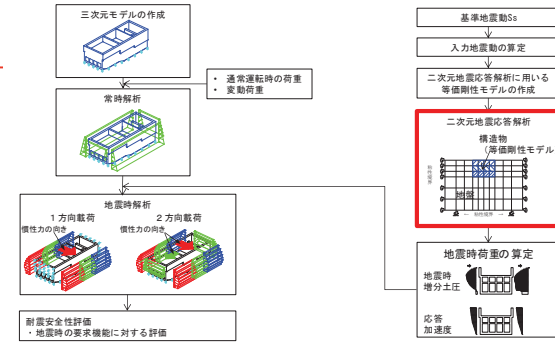 三次元モデルの作成
・ 通常運転時の荷重
・ 変動荷重
常時解析
地震時解析
1方向載荷
慣性力の向き
2方向載荷
慣性力の向き
耐震安全性評価
・地震時の要求機能に対する評価
基準地震動Ss
入力地震動の算定
二次元地震応答解析に用いる
等価剛性モデルの作成
二次元地震応答解析
構造物
(等価剛性モデル
地盤
粘性境界
粘性境界
地震時荷重の算定
地震時
増分土圧
応答
加速度